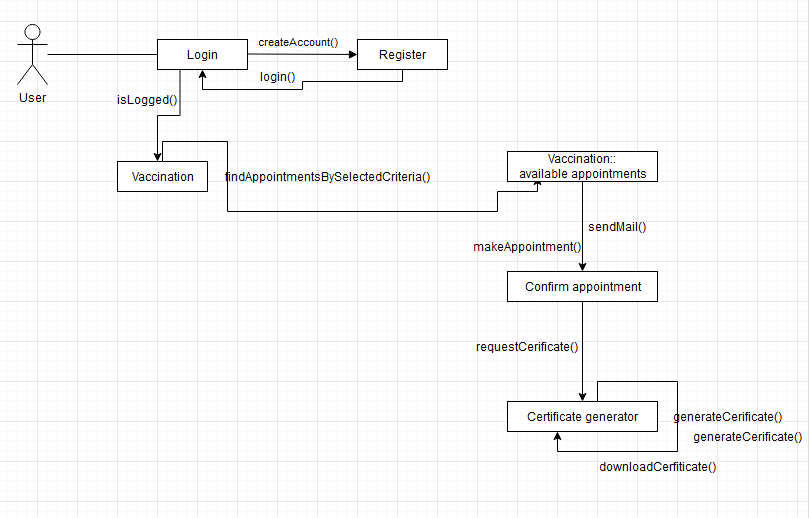 createAccount()
Login
Register
login()
User
isLogged()
Vaccination
findAppointmentsBySelectedCriteria()
Vaccination::
available appointments
sendMail()
makeAppointment()
Confirm appointment
requestCerificate()
Certificate generator
generateCerificate()
generateCerificate()
downloadCerfiticate()